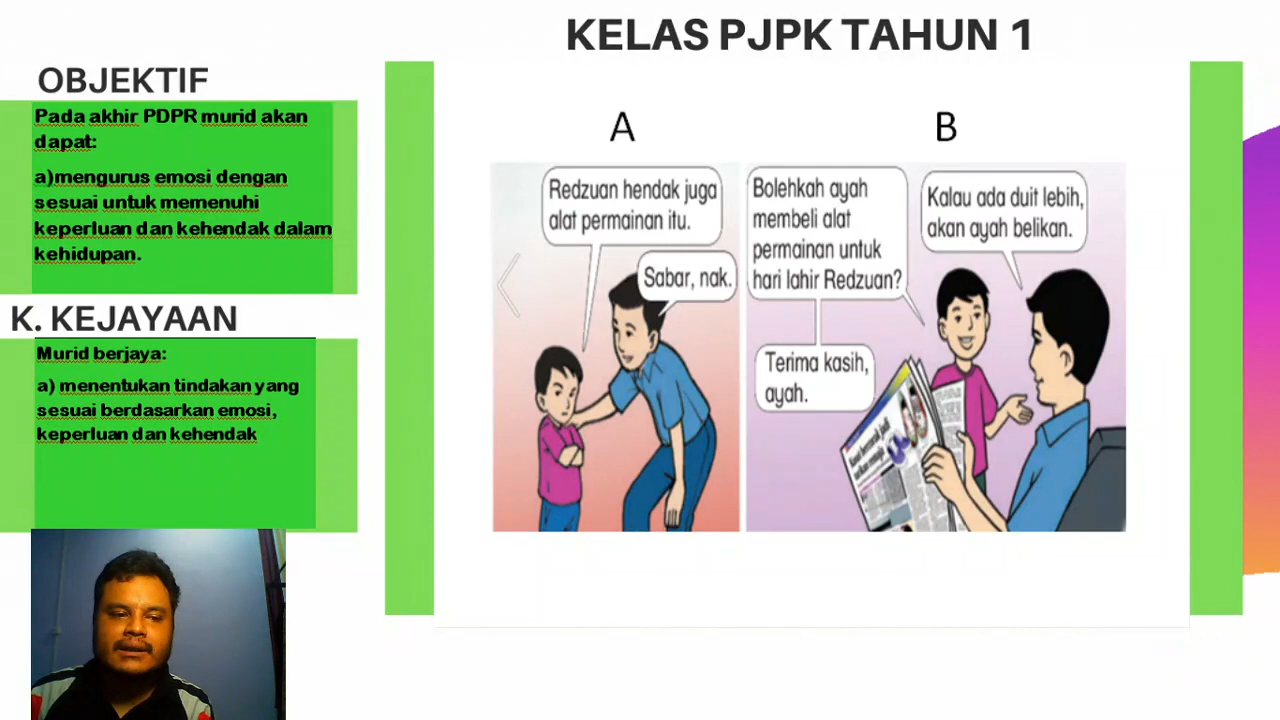 KELAS PJPK TAHUN 1
OBJEKTIF
Pada akhir PDPR murid akan
dapat:
a)mengurus emosi dengan
sesuai untuk memenuhi
keperluan dan kehendak dalam
kehidupan.
K. KEJAYAAN
Murid berjaya:
a) menentukan tindakan yang
sesuai berdasarkan emosi,
keperluan dan kehendak
A
Redzuan hendak juga
alat permainan itu.
Sabar, nak.
B
Bolehkah ayah
membeli alat
permainan untuk
hari lahir Redzuan?
Kalau ada duit lebih,
akan ayah belikan.
Terima kasih,
ayah.